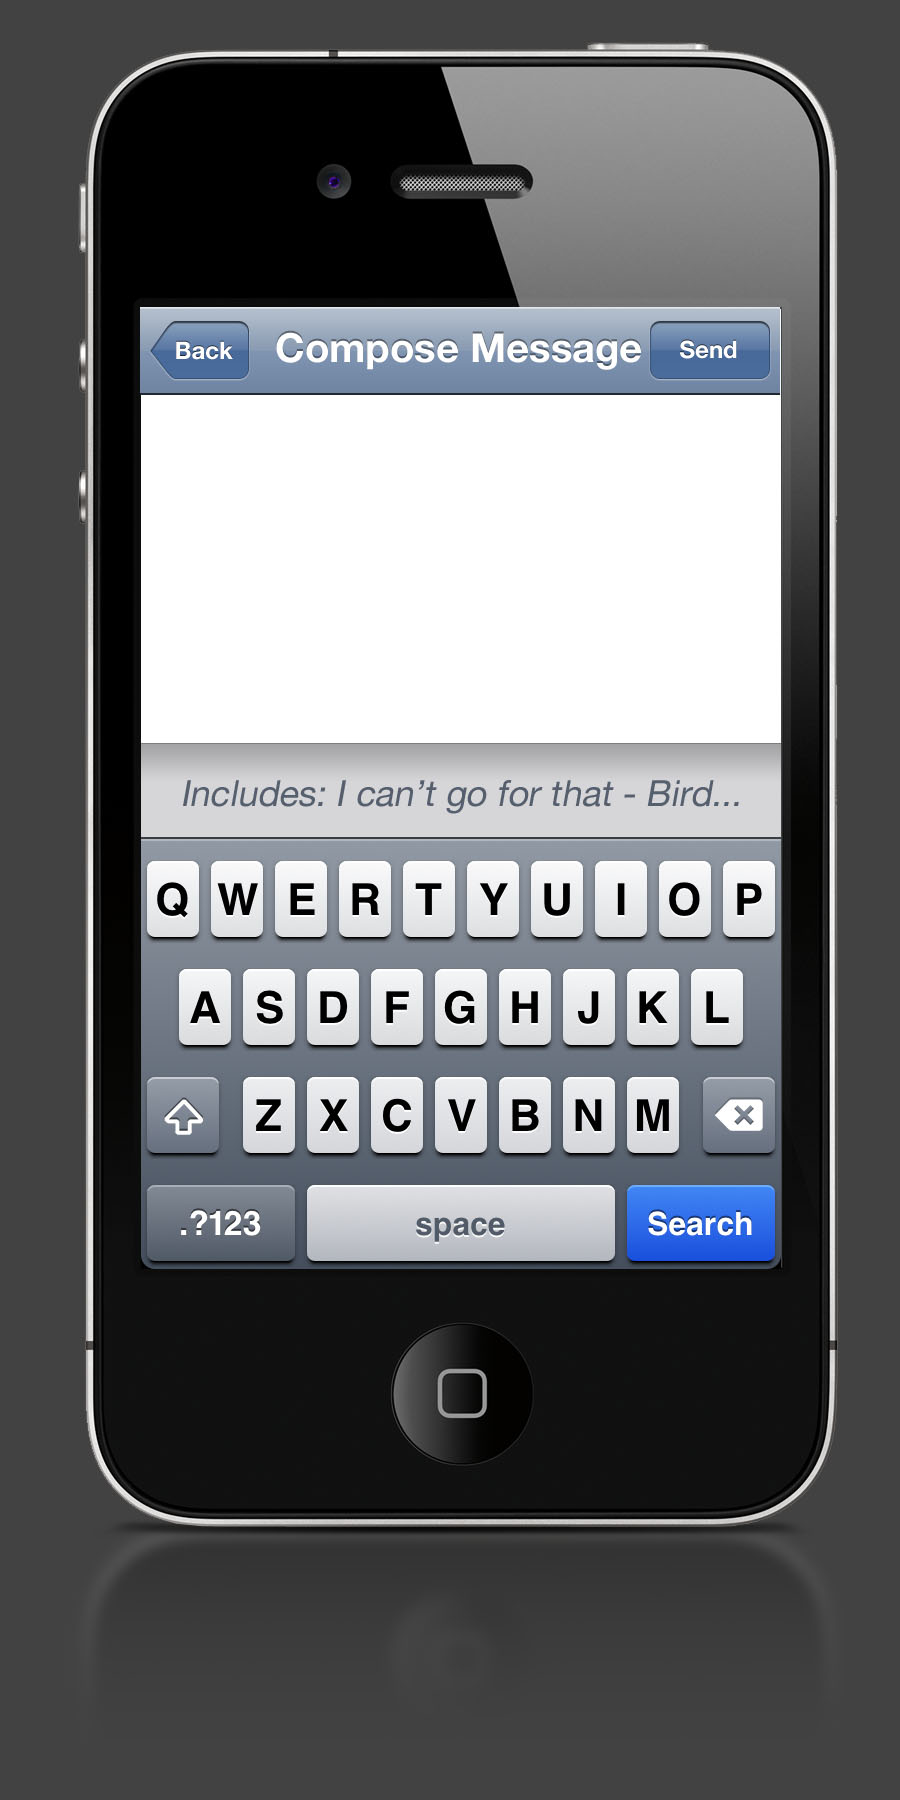 Back Compose Message Send
Includes: I can’t go for that - Bird...
Q W E R T Y U I O P
A S D F G H J K L
Z X C V B N M
.?123 space Search